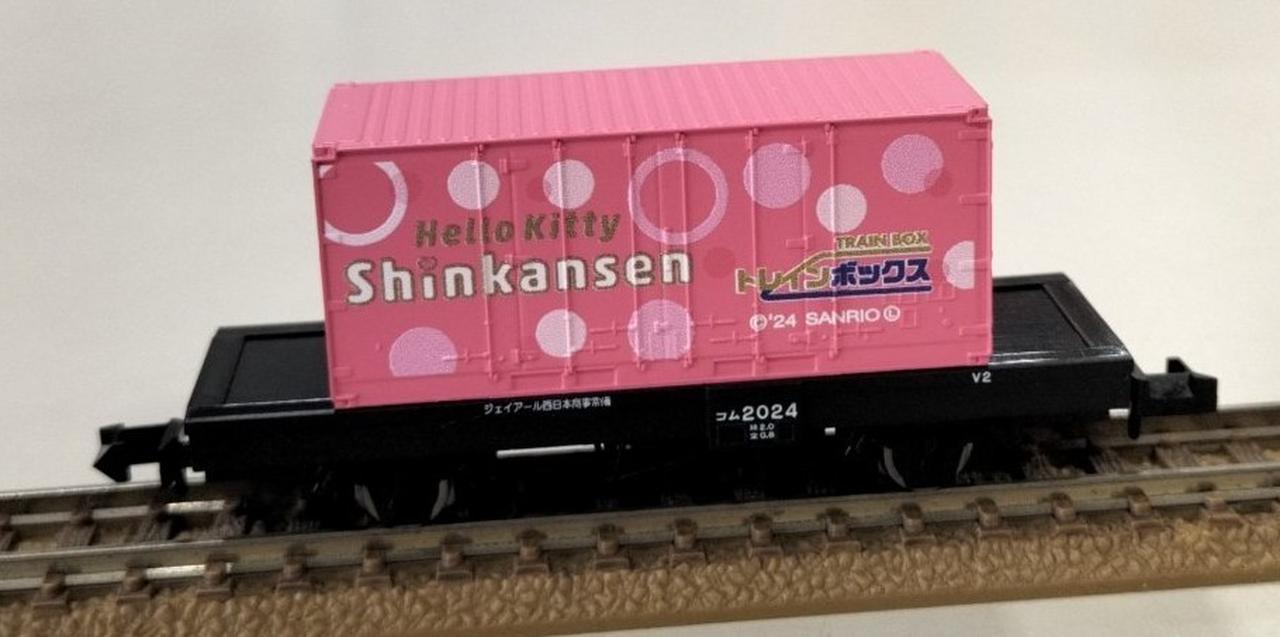 Hello Kitty
Shinkansen
TRAIN BOX
トレインボックス
©'24 SANRIO Ⓛ
V2
ジェイアール西日本商事常備
コム2024